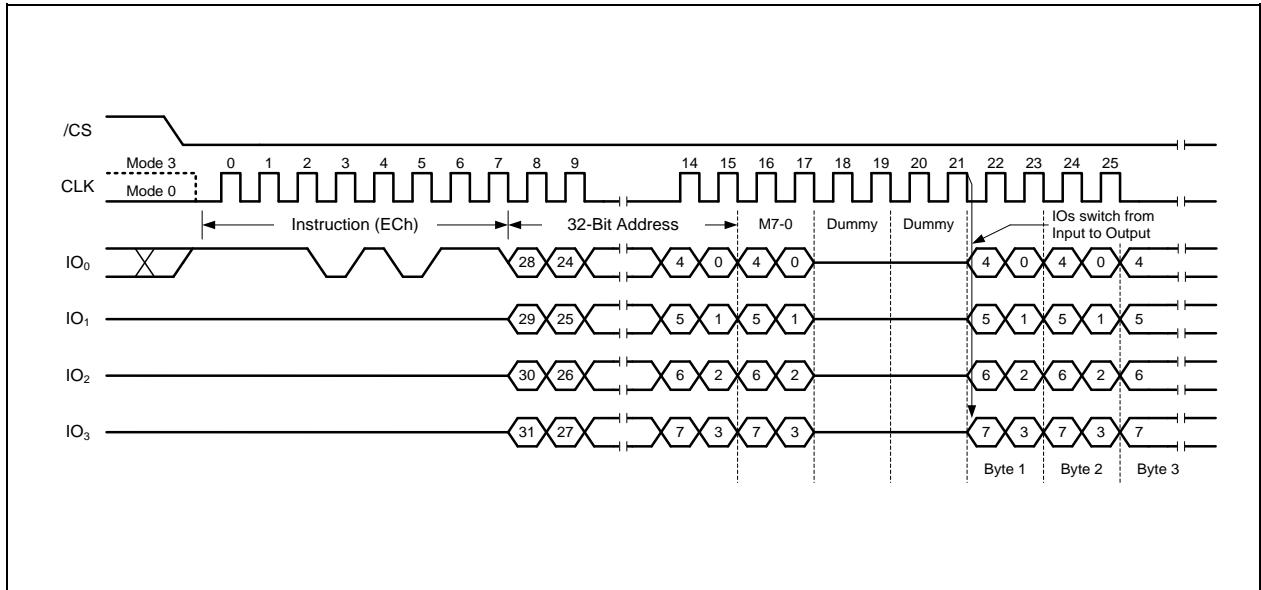 /CS
Mode 3 0 1 2 3 4 5 6 7 8 9 14 15 16 17 18 19 20 21 22 23 24 25
CLK
Mode 0
Instruction (ECh) 32-Bit Address M7-0 Dummy Dummy IOs switch from
Input to Output
IO₀ 28 24 4 0 4 0 4 0 4 0 4
IO₁ 29 25 5 1 5 1 5 1 5 1 5
IO₂ 30 26 6 2 6 2 6 2 6 2 6
IO₃ 31 27 7 3 7 3 7 3 7 3 7
Byte 1 Byte 2 Byte 3